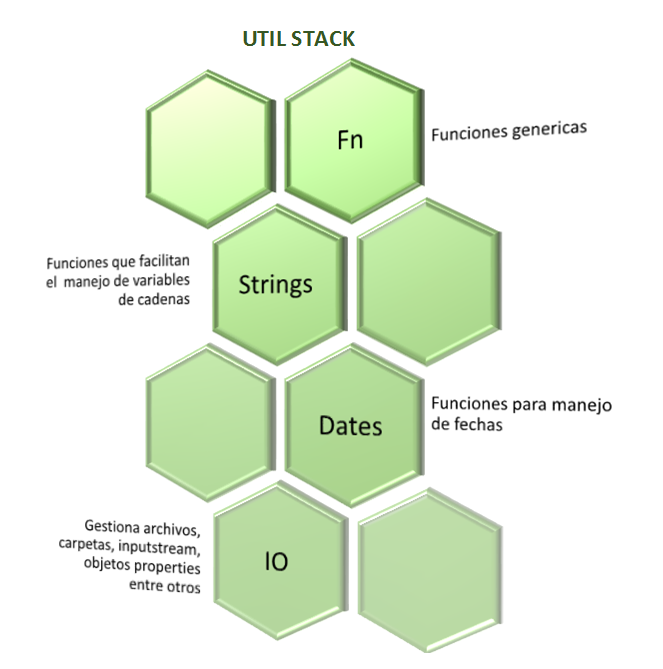 UTIL STACK
Fn
Funciones genericas
Funciones que facilitan
el manejo de variables
de cadenas
Strings
Dates
Funciones para manejo
de fechas
Gestiona archivos,
carpetas, inputstream,
objetos properties
entre otros
IO